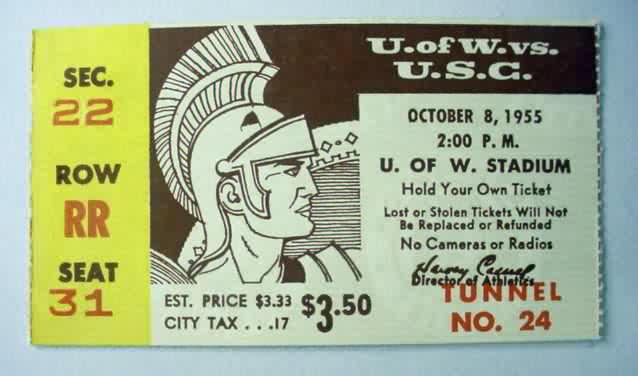 SEC.
22
ROW
RR
SEAT
31
U. of W. vs.
U.S.C.
OCTOBER 8, 1955
2:00 P. M.
U. OF W. STADIUM
Hold Your Own Ticket
Lost or Stolen Tickets Will Not
Be Replaced or Refunded
No Cameras or Radios
Director of Athletics
TUNNEL
NO. 24
EST. PRICE $3.33
CITY TAX . . .17
$3.50